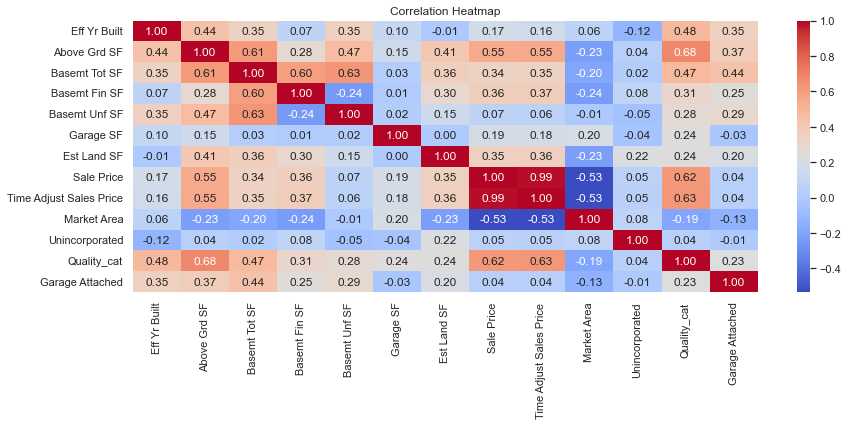 Correlation Heatmap
Eff Yr Built 1.00 0.44 0.35 0.07 0.35 0.10 -0.01 0.17 0.16 0.06 -0.12 0.48 0.35
Above Grd SF 0.44 1.00 0.61 0.28 0.47 0.15 0.41 0.55 0.55 -0.23 0.04 0.68 0.37
Basemt Tot SF 0.35 0.61 1.00 0.60 0.63 0.03 0.36 0.34 0.35 -0.20 0.02 0.47 0.44
Basemt Fin SF 0.07 0.28 0.60 1.00 -0.24 0.01 0.30 0.36 0.37 -0.24 0.08 0.31 0.25
Basemt Unf SF 0.35 0.47 0.63 -0.24 1.00 0.02 0.15 0.07 0.06 -0.01 -0.05 0.28 0.29
Garage SF 0.10 0.15 0.03 0.01 0.02 1.00 0.00 0.19 0.18 0.20 -0.04 0.24 -0.03
Est Land SF -0.01 0.41 0.36 0.30 0.15 0.00 1.00 0.35 0.36 -0.23 0.22 0.24 0.20
Sale Price 0.17 0.55 0.34 0.36 0.07 0.19 0.35 1.00 0.99 -0.53 0.05 0.62 0.04
Time Adjust Sales Price 0.16 0.55 0.35 0.37 0.06 0.18 0.36 0.99 1.00 -0.53 0.05 0.63 0.04
Market Area 0.06 -0.23 -0.20 -0.24 -0.01 0.20 -0.23 -0.53 -0.53 1.00 0.08 -0.19 -0.13
Unincorporated -0.12 0.04 0.02 0.08 -0.05 -0.04 0.22 0.05 0.05 0.08 1.00 0.04 -0.01
Quality_cat 0.48 0.68 0.47 0.31 0.28 0.24 0.24 0.62 0.63 -0.19 0.04 1.00 0.23
Garage Attached 0.35 0.37 0.44 0.25 0.29 -0.03 0.20 0.04 0.04 -0.13 -0.01 0.23 1.00
Eff Yr Built
Above Grd SF
Basemt Tot SF
Basemt Fin SF
Basemt Unf SF
Garage SF
Est Land SF
Sale Price
Time Adjust Sales Price
Market Area
Unincorporated
Quality_cat
Garage Attached
1.0
0.8
0.6
0.4
0.2
0.0
-0.2
-0.4